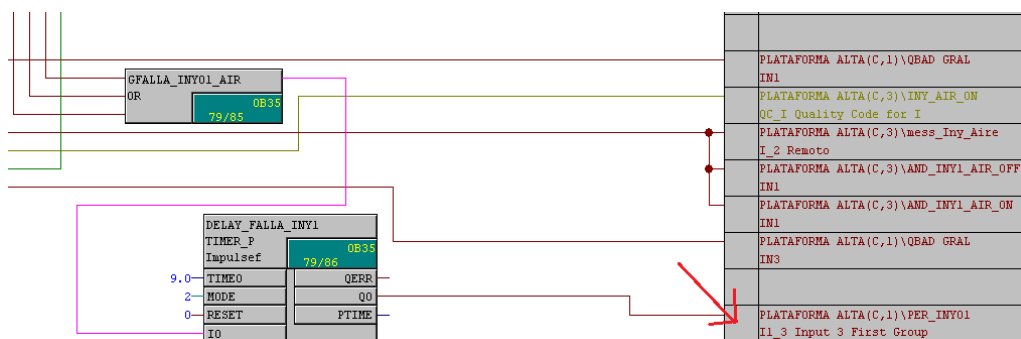 GFALLA_INY01_AIR
OR
OB35
79/85
DELAY_FALLA_INY1
TIMER_P
Impulsef
OB35
79/86
9.0
TIME0
QERR
2
MODE
Q0
0
RESET
PTIME
I0
PLATAFORMA ALTA(C,1)\QBAD GRAL
IN1
PLATAFORMA ALTA(C,3)\INY_AIR_ON
QC_I Quality Code for I
PLATAFORMA ALTA(C,3)\mess_Iny_Aire
I_2 Remoto
PLATAFORMA ALTA(C,3)\AND_INY1_AIR_OFF
IN1
PLATAFORMA ALTA(C,3)\AND_INY1_AIR_ON
IN1
PLATAFORMA ALTA(C,1)\QBAD GRAL
IN3
PLATAFORMA ALTA(C,1)\PER_INY01
I1_3 Input 3 First Group